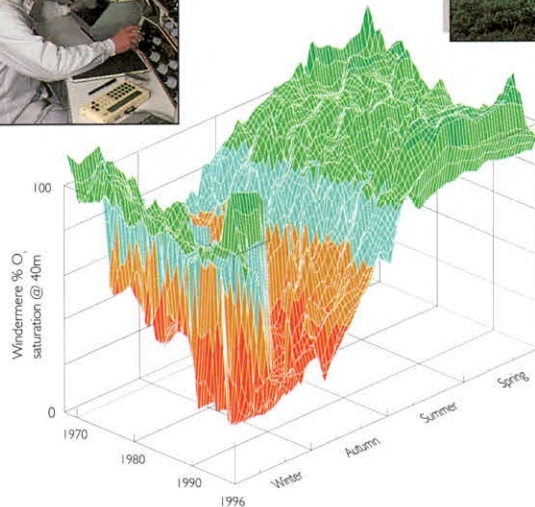 100
Windermere % O2
saturation @ 40m
0
1970
1980
1990
1996
Winter
Autumn
Summer
Spring